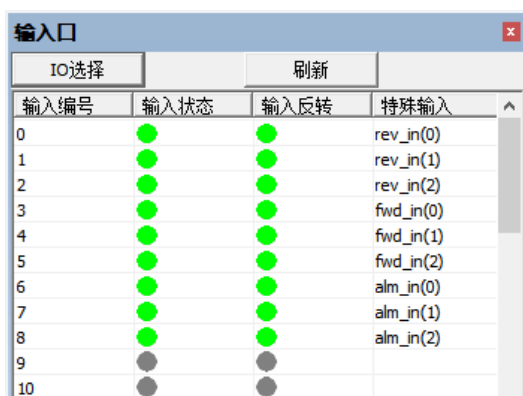 输入口
IO选择 刷新
输入编号 输入状态 输入反转 特殊输入
0 rev_in(0)
1 rev_in(1)
2 rev_in(2)
3 fwd_in(0)
4 fwd_in(1)
5 fwd_in(2)
6 alm_in(0)
7 alm_in(1)
8 alm_in(2)
9
10